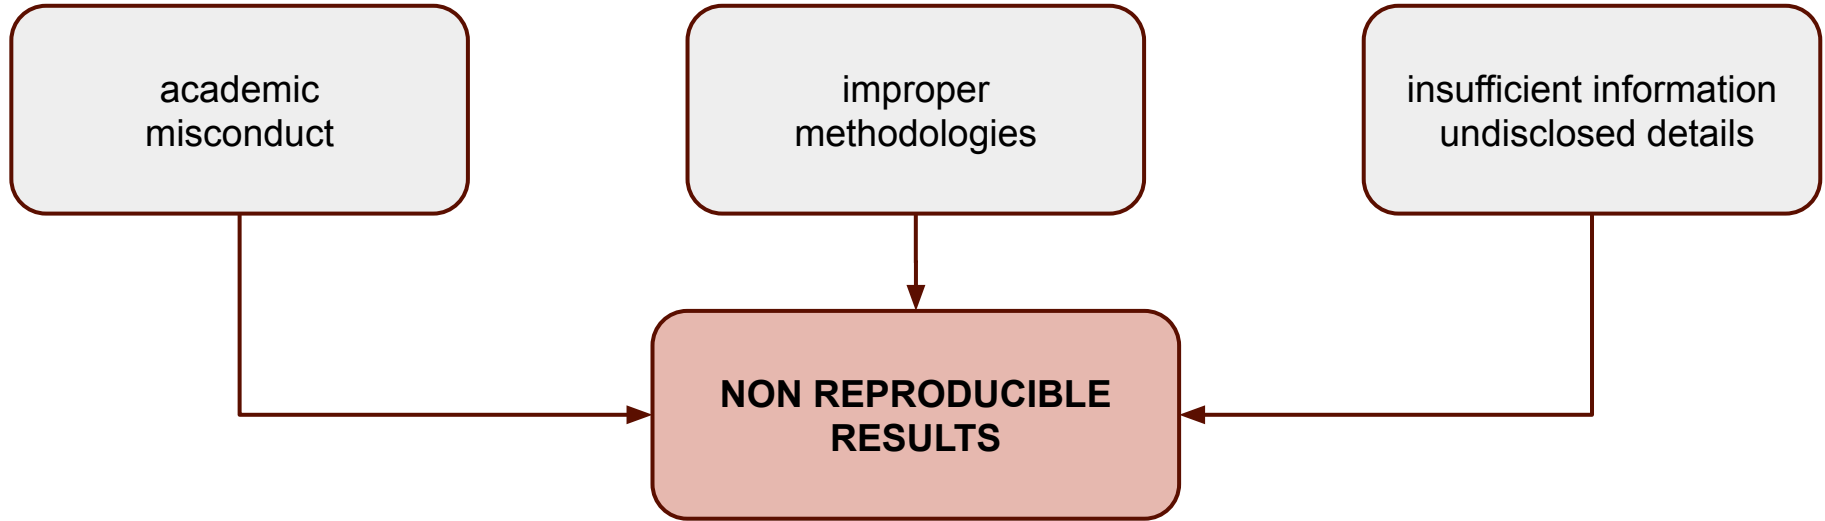 academic
misconduct
improper
methodologies
insufficient information
undisclosed details
NON REPRODUCIBLE
RESULTS